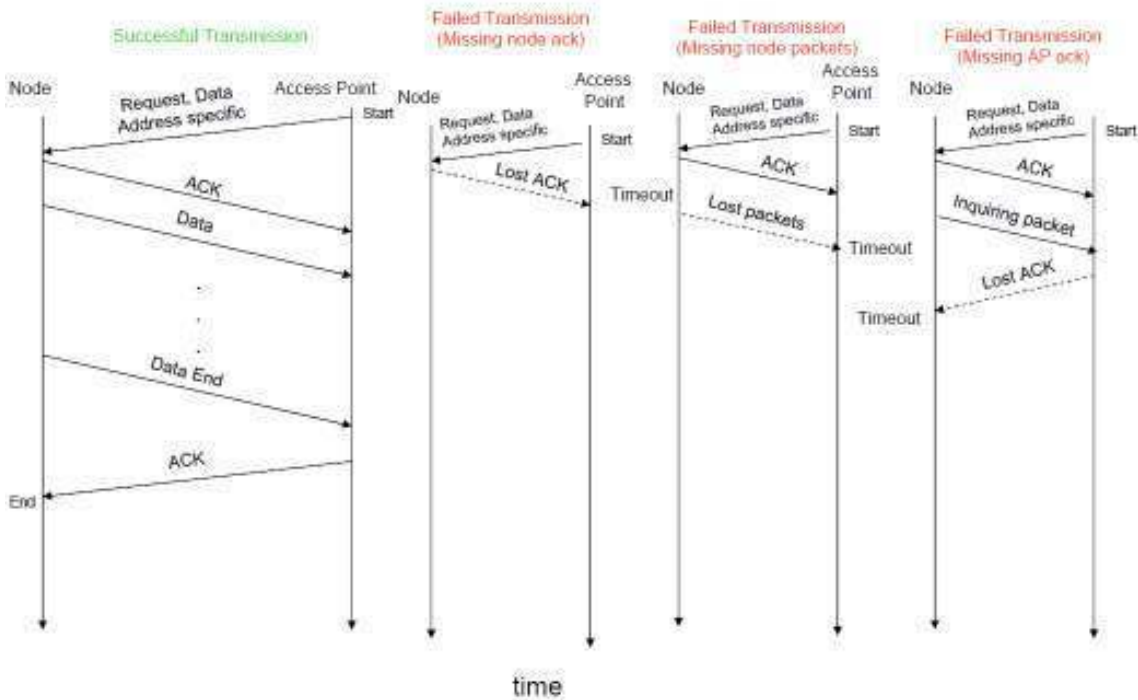 Successful Transmission
Node
Access Point
Request, Data
Address specific
Start
ACK
Data
.
.
.
Data End
ACK
End
Failed Transmission
(Missing node ack)
Node
Access
Point
Request, Data
Address specific
Start
Lost ACK
Timeout
Failed Transmission
(Missing node packets)
Node
Access
Point
Request, Data
Address specific
Start
ACK
Lost packets
Timeout
Failed Transmission
(Missing AP ack)
Node
Request, Data
Address specific
Start
ACK
Inquiring packet
Lost ACK
Timeout
time